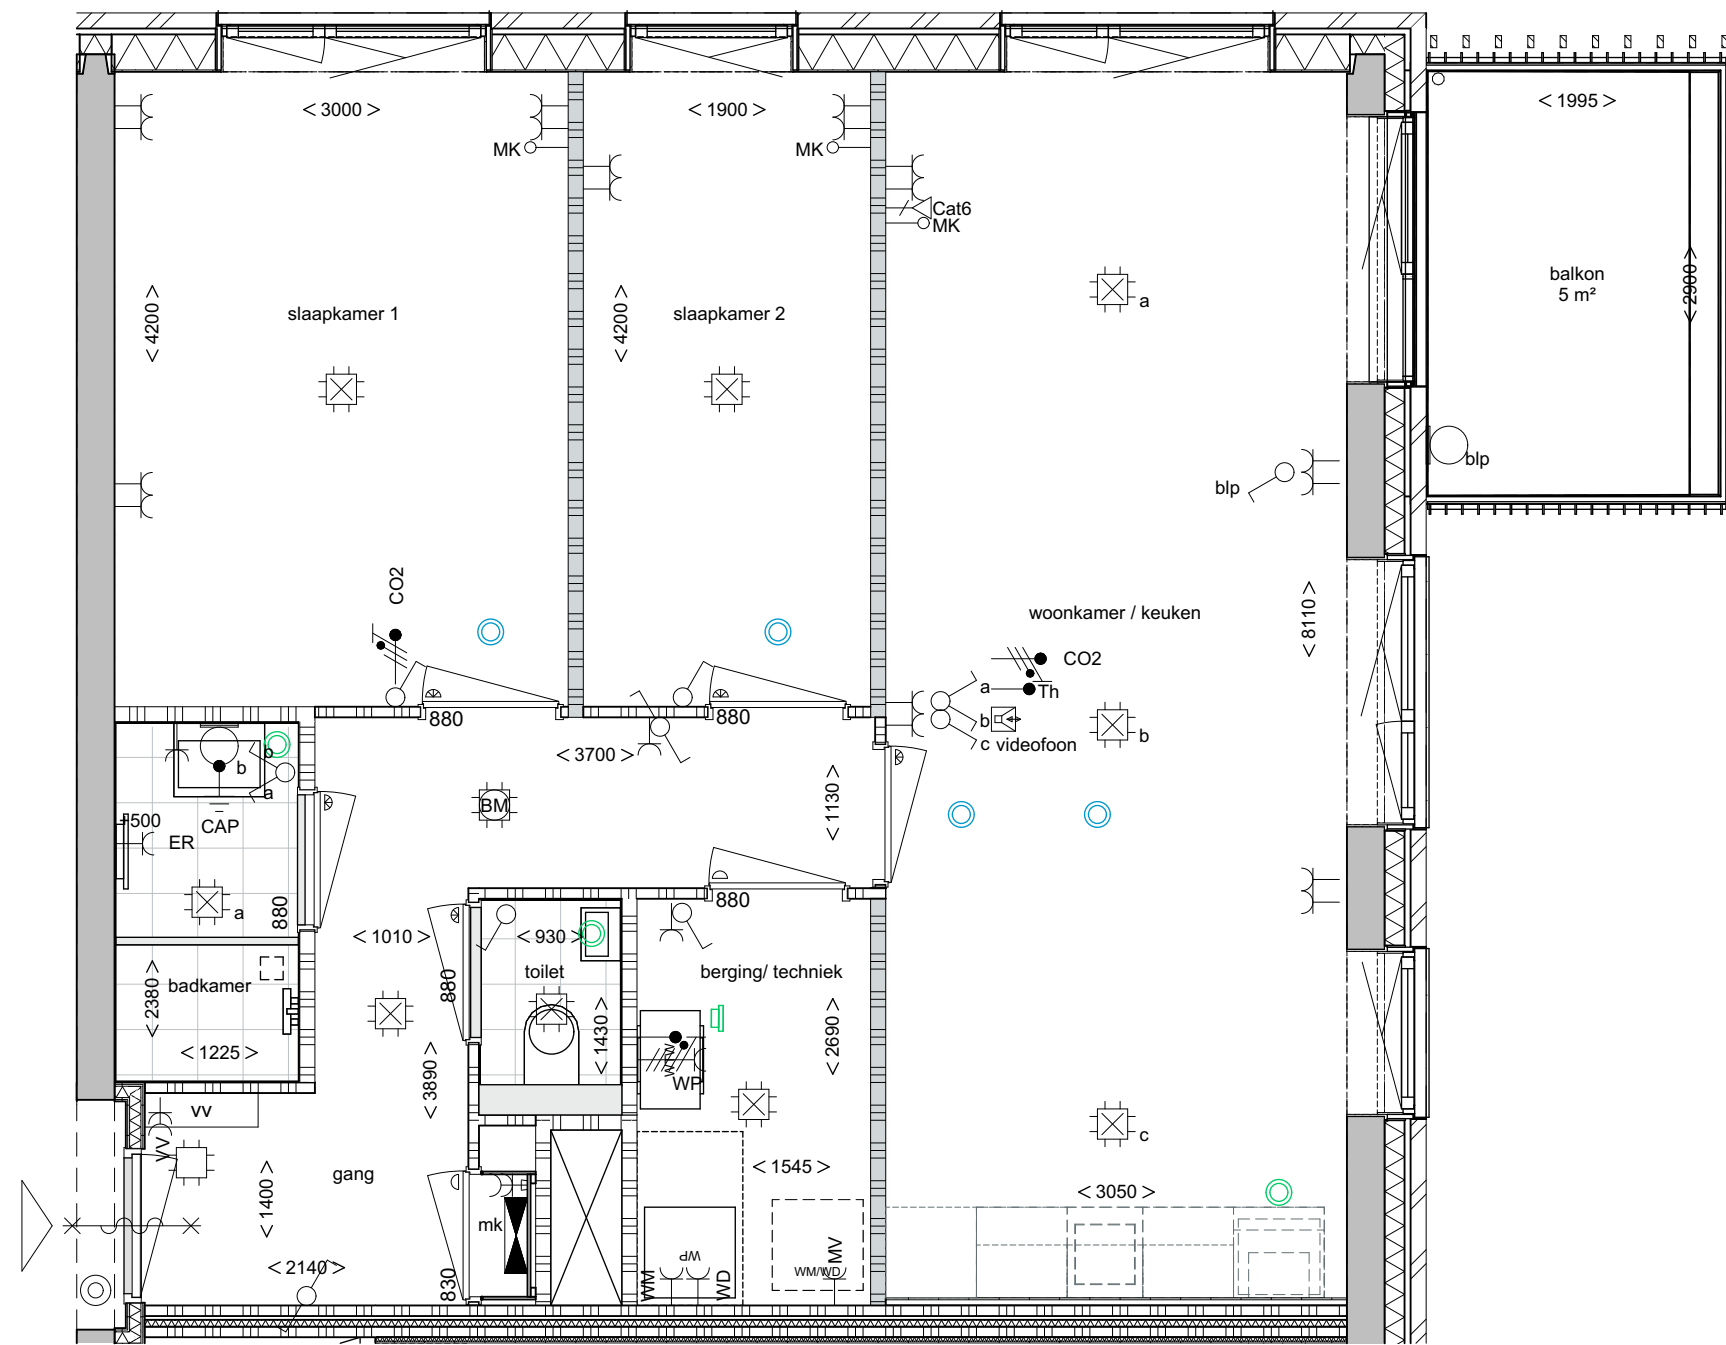 < 3000 >
< 1900 >
< 1995 >
MK
MK
Cat6
MK
balkon
5 m²
< 2900 >
a
< 4200 >
slaapkamer 1
< 4200 >
slaapkamer 2
blp
blp
CO2
woonkamer / keuken
< 8110 >
CO2
a
Th
b
c videofoon
b
880
880
< 3700 >
b
b
a
CAP
500
ER
BM
< 1130 >
a
880
880
< 1010 >
< 930 >
880
toilet
berging/ techniek
< 2380 >
badkamer
< 1430 >
< 2690 >
< 1225 >
< 3890 >
WW
WP
vv
VV
c
gang
< 1545 >
< 1400 >
< 3050 >
mk
WP
MV
< 2140 >
830
WM
WD
WM/WD